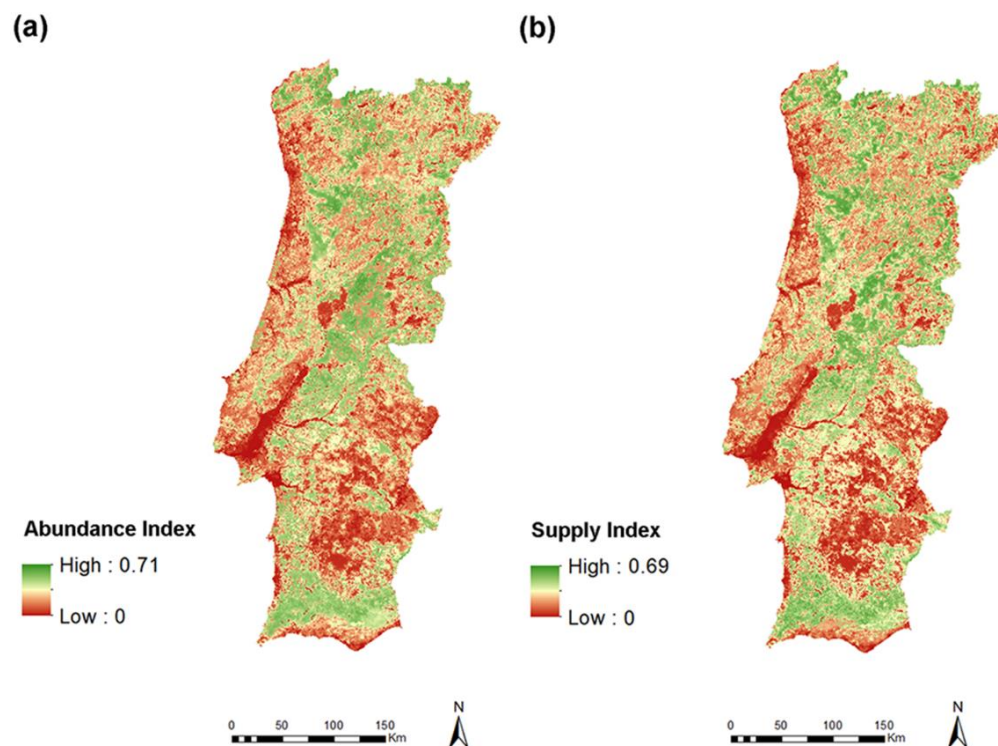 (a)
(b)
Abundance Index
High : 0.71
Low : 0
Supply Index
High : 0.69
Low : 0
N
0 50 100 150
Km
N
0 50 100 150
Km